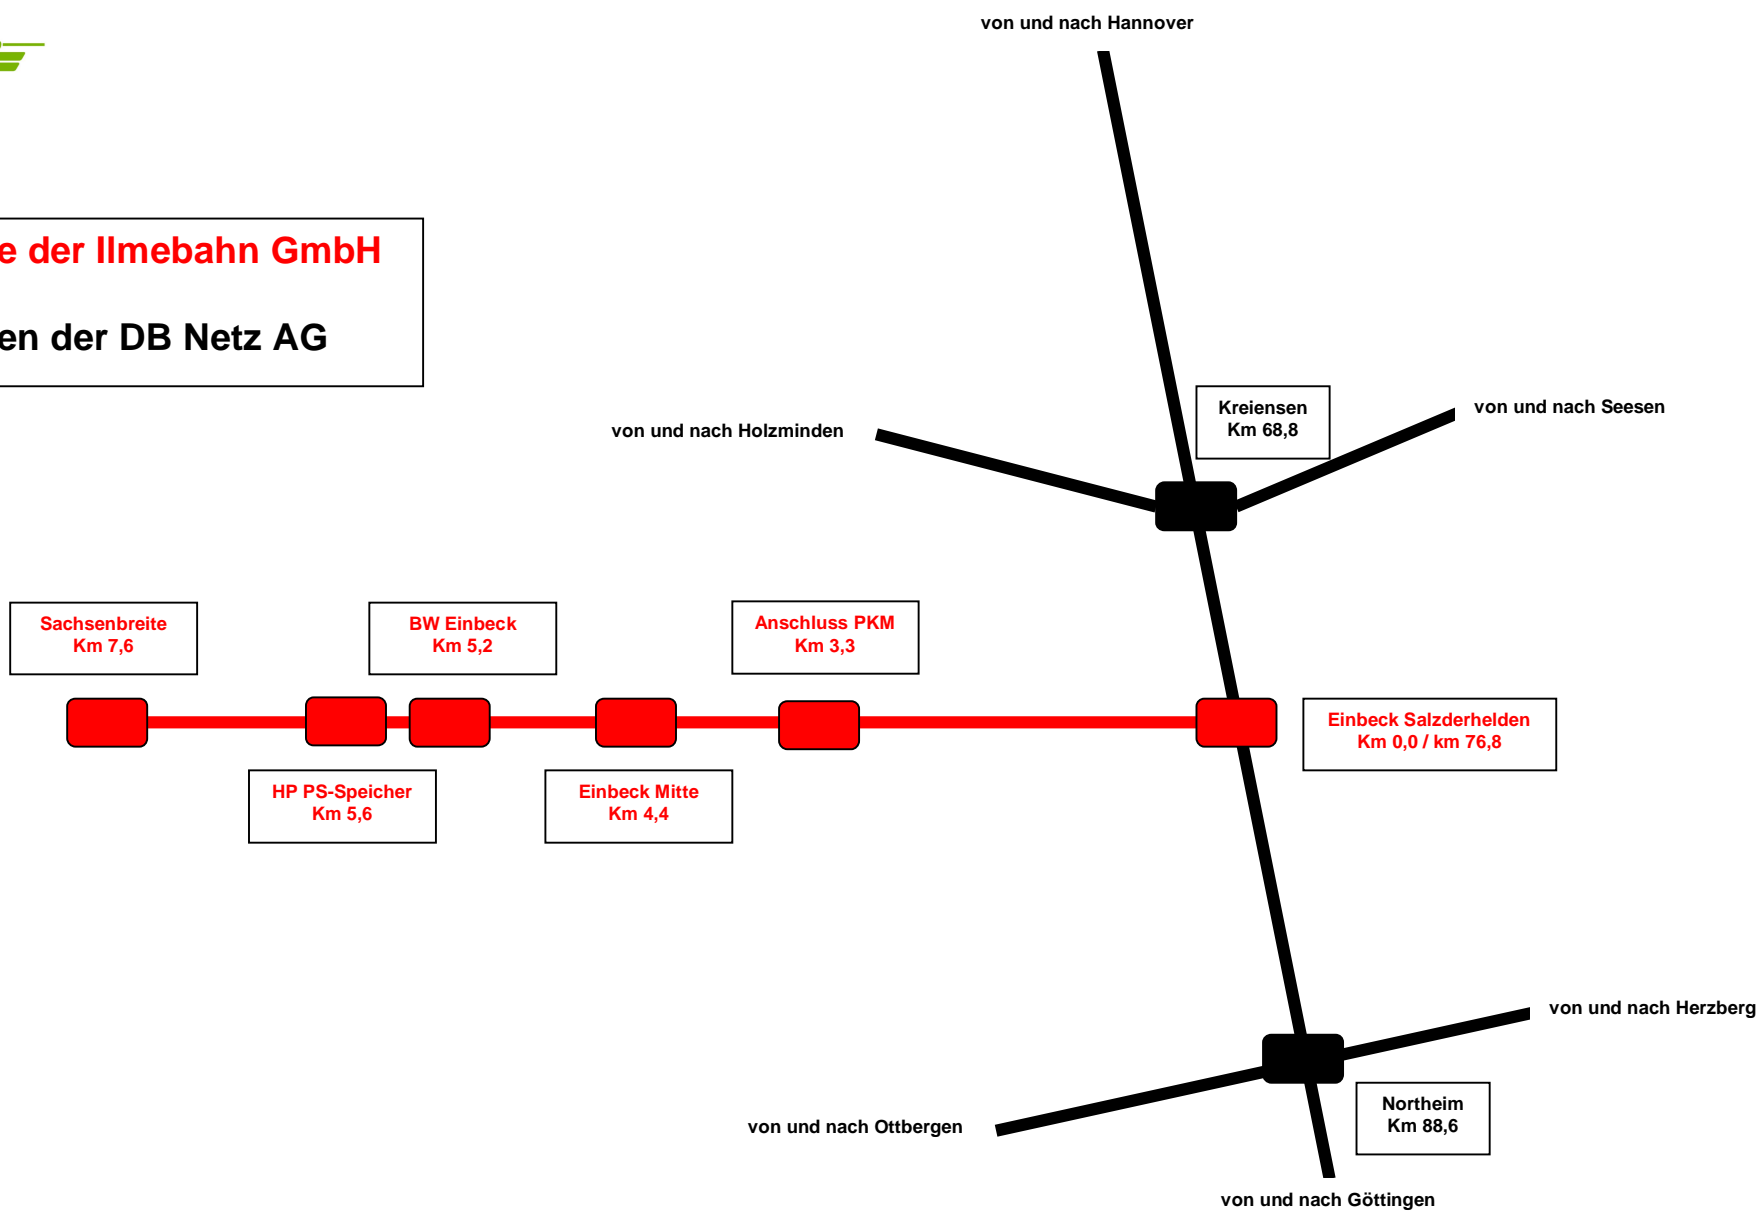 von und nach Hannover
e der Ilmebahn GmbH
en der DB Netz AG
Kreiensen
Km 68,8
von und nach Seesen
von und nach Holzminden
Sachsenbreite
Km 7,6
BW Einbeck
Km 5,2
Anschluss PKM
Km 3,3
Einbeck Salzderhelden
Km 0,0 / km 76,8
HP PS-Speicher
Km 5,6
Einbeck Mitte
Km 4,4
von und nach Herzberg
Northeim
Km 88,6
von und nach Ottbergen
von und nach Göttingen